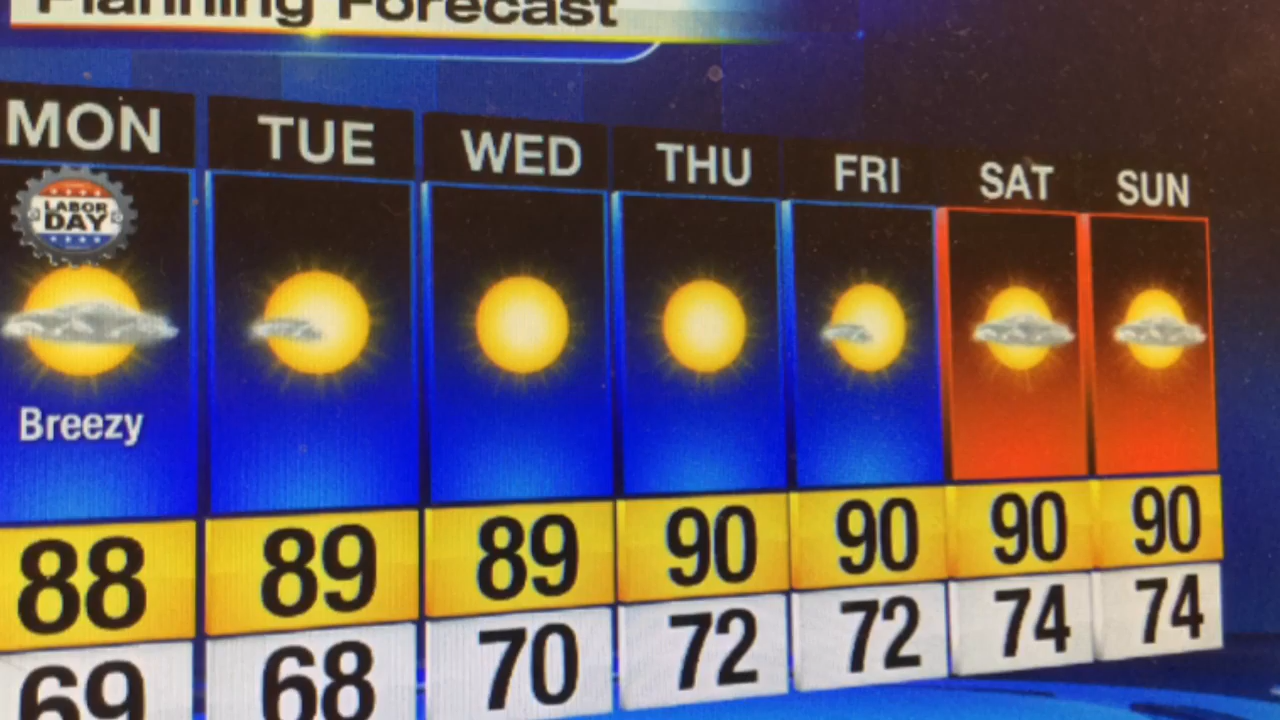 Planning Forecast
MON TUE WED THU FRI SAT SUN
LABOR
DAY
Breezy
88 89 89 90 90 90 90
69 68 70 72 72 74 74